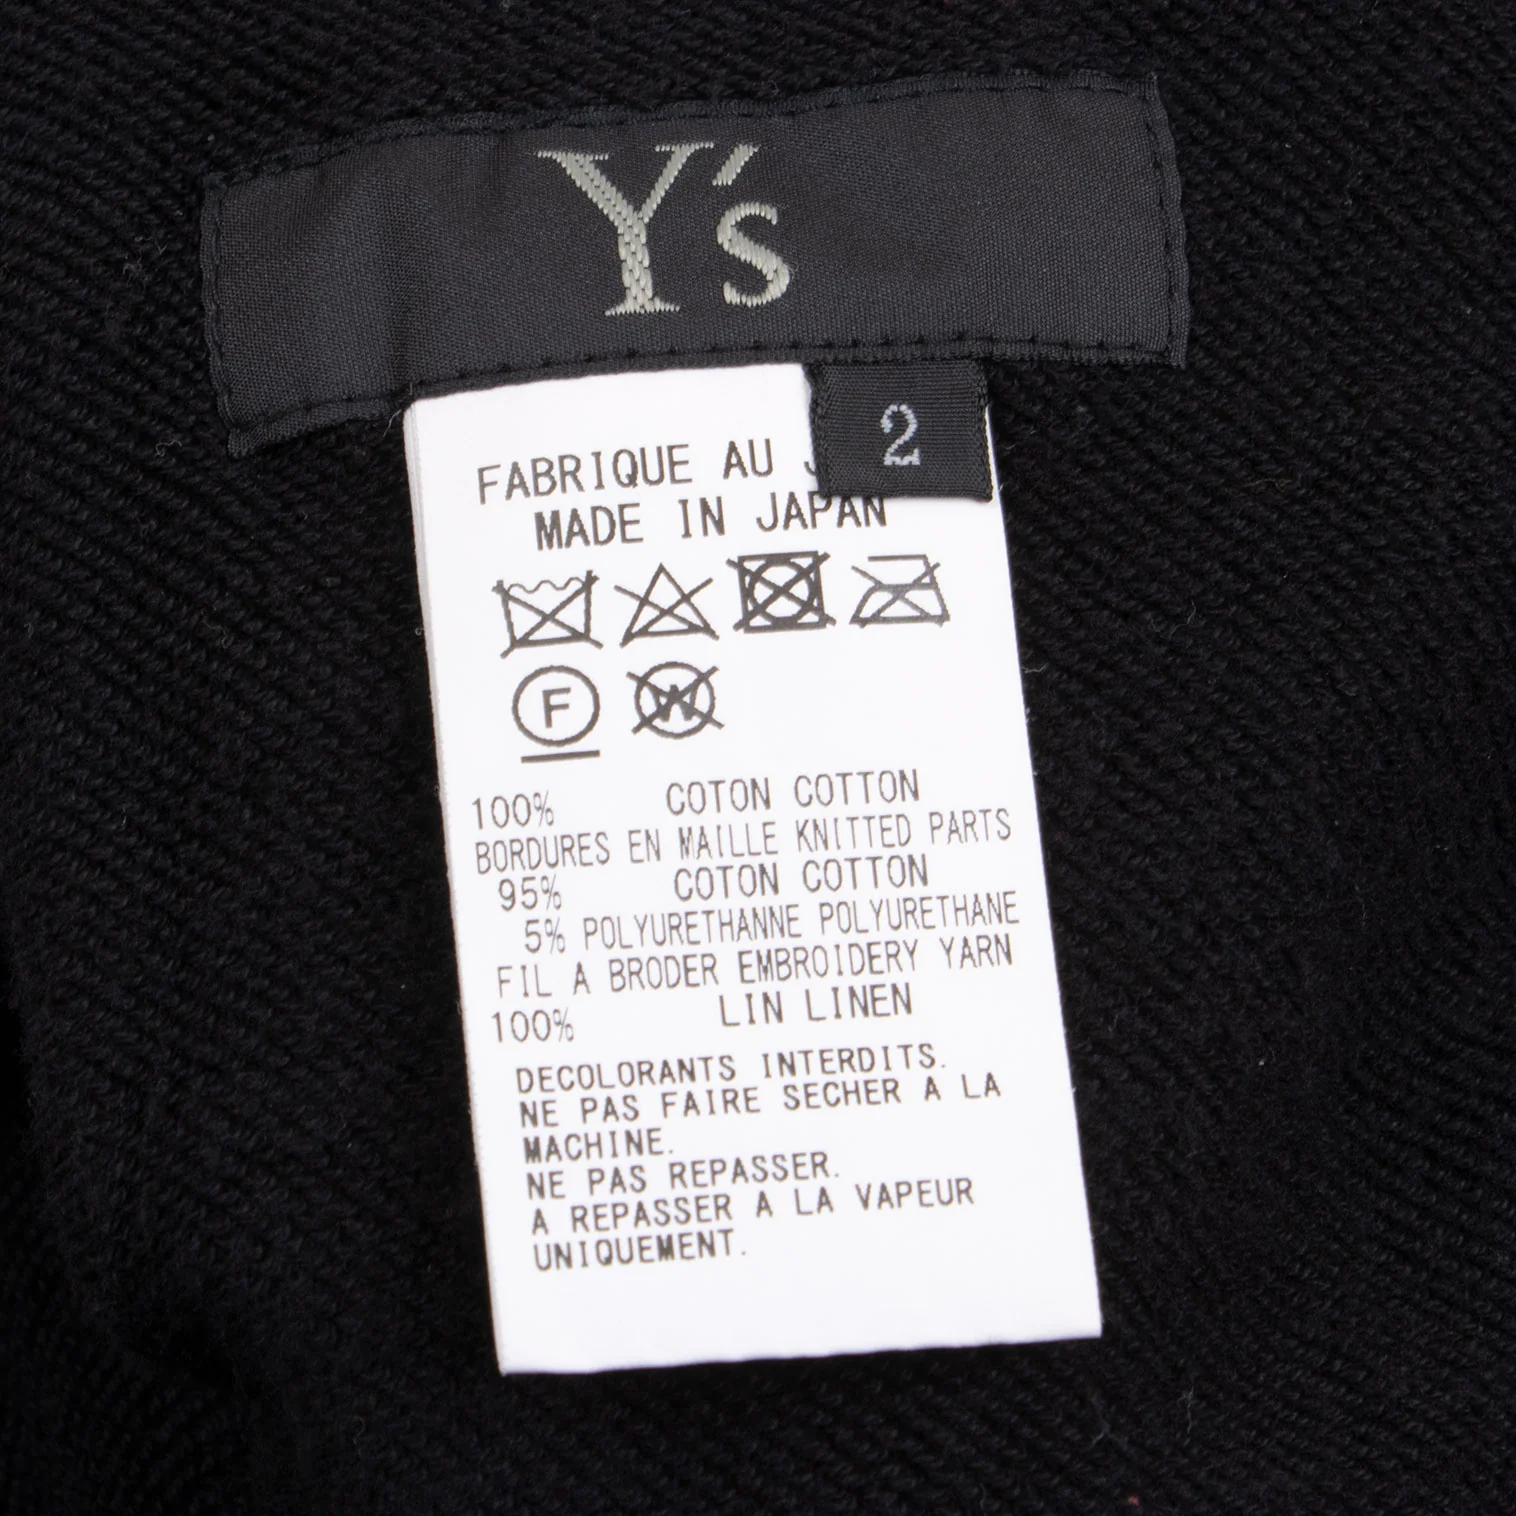 Y's
2
FABRIQUE AU
MADE IN JAPAN
F
W
100% COTON COTTON
BORDURES EN MAILLE KNITTED PARTS
95% COTON COTTON
5% POLYURETHANNE POLYURETHANE
FIL A BRODER EMBROIDERY YARN
100% LIN LINEN
DECOLORANTS INTERDITS.
NE PAS FAIRE SECHER A LA
MACHINE.
NE PAS REPASSER.
A REPASSER A LA VAPEUR
UNIQUEMENT.